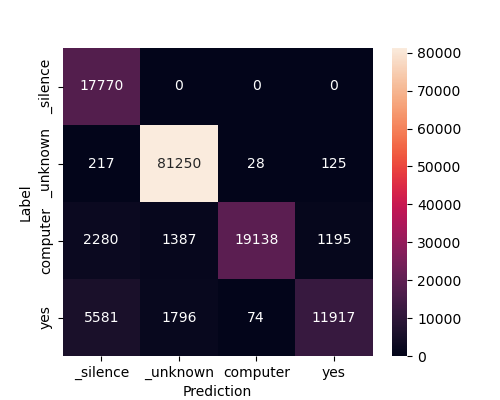 _silence 17770 0 0 0
_unknown 217 81250 28 125
computer 2280 1387 19138 1195
yes 5581 1796 74 11917
_silence _unknown computer yes
Prediction
Label
80000
70000
60000
50000
40000
30000
20000
10000
0